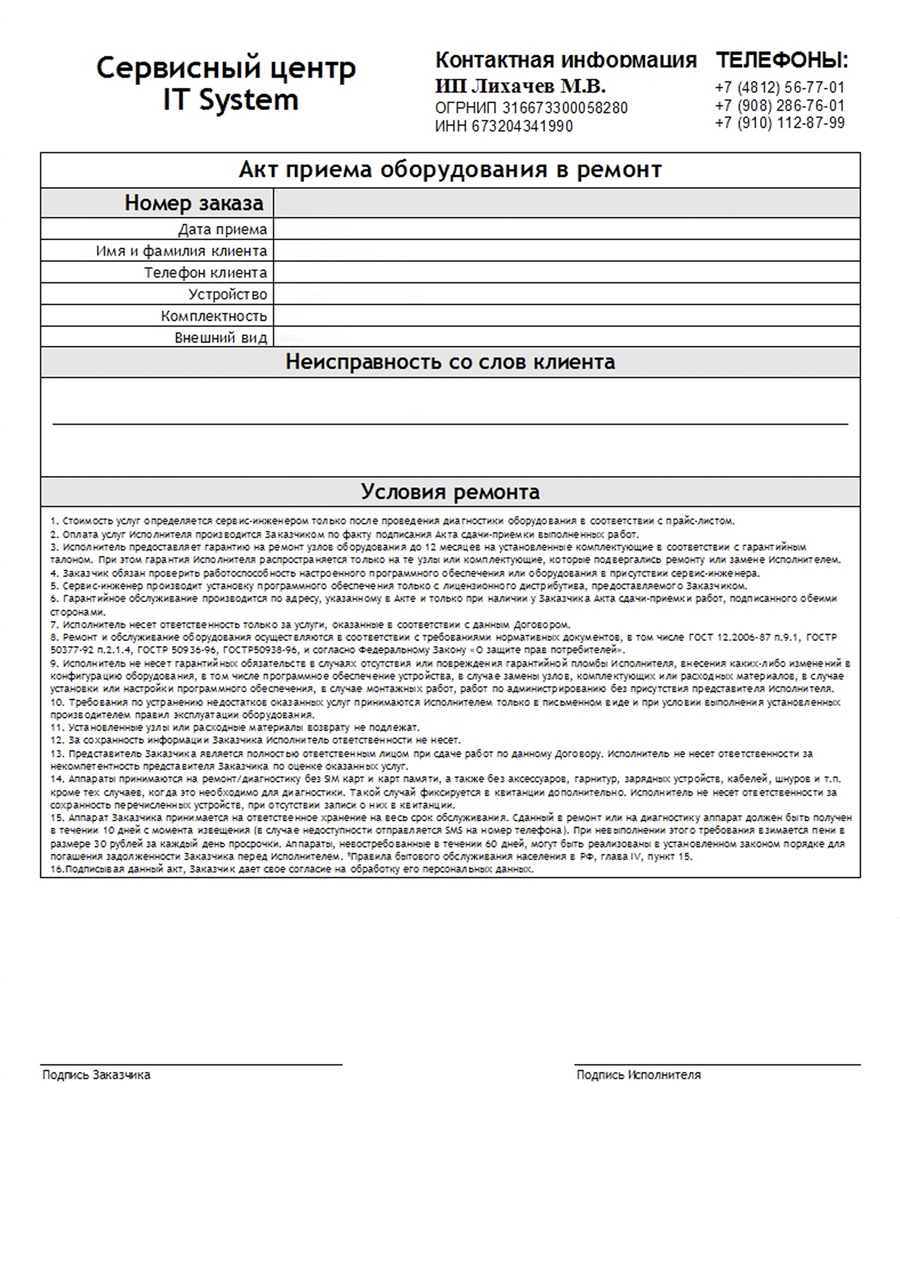 Сервисный центр
IT System
Контактная информация
ИП Лихачев М.В.
ОГРНИП 316673300058280
ИНН 673204341990
ТЕЛЕФОНЫ:
+7 (4812) 56-77-01
+7 (908) 286-76-01
+7 (910) 112-87-99
Акт приема оборудования в ремонт
Номер заказа
Дата приема
Имя и фамилия клиента
Телефон клиента
Устройство
Комплектность
Внешний вид
Неисправность со слов клиента
Условия ремонта
1. Стоимость услуг определяется сервис-инженером только после проведения диагностики оборудования в соответствии с прайс-листом.
2. Оплата услуг Исполнителя производится Заказчиком по факту подписания Акта сдачи-приемки выполненных работ.
3. Исполнитель предоставляет гарантию на ремонт узлов оборудования до 12 месяцев на установленные комплектующие в соответствии с гарантийным
талоном. При этом гарантия Исполнителя распространяется только на те узлы или комплектующие, которые подвергались ремонту или замене Исполнителем.
4. Заказчик обязан проверить работоспособность настроенного программного обеспечения или оборудования в присутствии сервис-инженера.
5. Сервис-инженер производит установку программного обеспечения только с лицензионного дистрибутива, предоставляемого Заказчиком.
6. Гарантийное обслуживание производится по адресу, указанному в Акте и только при наличии у Заказчика Акта сдачи-приемки работ, подписанного обеими
сторонами.
7. Исполнитель несет ответственность только за услуги, оказанные в соответствии с данным Договором.
8. Ремонт и обслуживание оборудования осуществляются в соответствии с требованиями нормативных документов, в том числе ГОСТ 12.2006-87 п.9.1, ГОСТР
50377-92 п.2.1.4, ГОСТР 50936-96, ГОСТР50938-96, и согласно Федеральному Закону «О защите прав потребителей».
9. Исполнитель не несет гарантийных обязательств в случаях отсутствия или повреждения гарантийной пломбы Исполнителя, внесения каких-либо изменений в
конфигурацию оборудования, в том числе программное обеспечение устройства, в случае замены узлов, комплектующих или расходных материалов, в случае
установки или настройки программного обеспечения, в случае монтажных работ, работ по администрированию без присутствия представителя Исполнителя.
10. Требования по устранению недостатков оказанных услуг принимаются Исполнителем только в письменном виде и при условии выполнения установленных
производителем правил эксплуатации оборудования.
11. Установленные узлы или расходные материалы возврату не подлежат.
12. За сохранность информации Заказчика Исполнитель ответственности не несет.
13. Представитель Заказчика является полностью ответственным лицом при сдаче работ по данному Договору. Исполнитель не несет ответственности за
некомпетентность представителя Заказчика по оценке оказанных услуг.
14. Аппараты принимаются на ремонт/диагностику без SIM карт и карт памяти, а также без аксессуаров, гарнитур, зарядных устройств, кабелей, шнуров и т.п.
кроме тех случаев, когда это необходимо для диагностики. Такой случай фиксируется в квитанции дополнительно. Исполнитель не несет ответственности за
сохранность перечисленных устройств, при отсутствии записи о них в квитанции.
15. Аппарат Заказчика принимается на ответственное хранение на весь срок обслуживания. Сданный в ремонт или на диагностику аппарат должен быть получен
в течении 10 дней с момента извещения (в случае недоступности отправляется SMS на номер телефона). При невыполнении этого требования взимается пени в
размере 30 рублей за каждый день просрочки. Аппараты, невостребованные в течении 60 дней, могут быть реализованы в установленном законом порядке для
погашения задолженности Заказчика перед Исполнителем. *Правила бытового обслуживания населения в РФ, глава IV, пункт 15.
16.Подписывая данный акт, Заказчик дает свое согласие на обработку его персональных данных.
Подпись Заказчика
Подпись Исполнителя